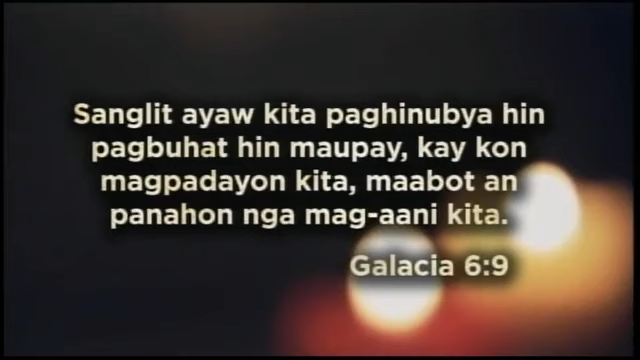 Sanglit ayaw kita paghinubya hin
pagbuhat hin maupay, kay kon
magpadayon kita, maabot an
panahon nga mag-aani kita.
Galacia 6:9